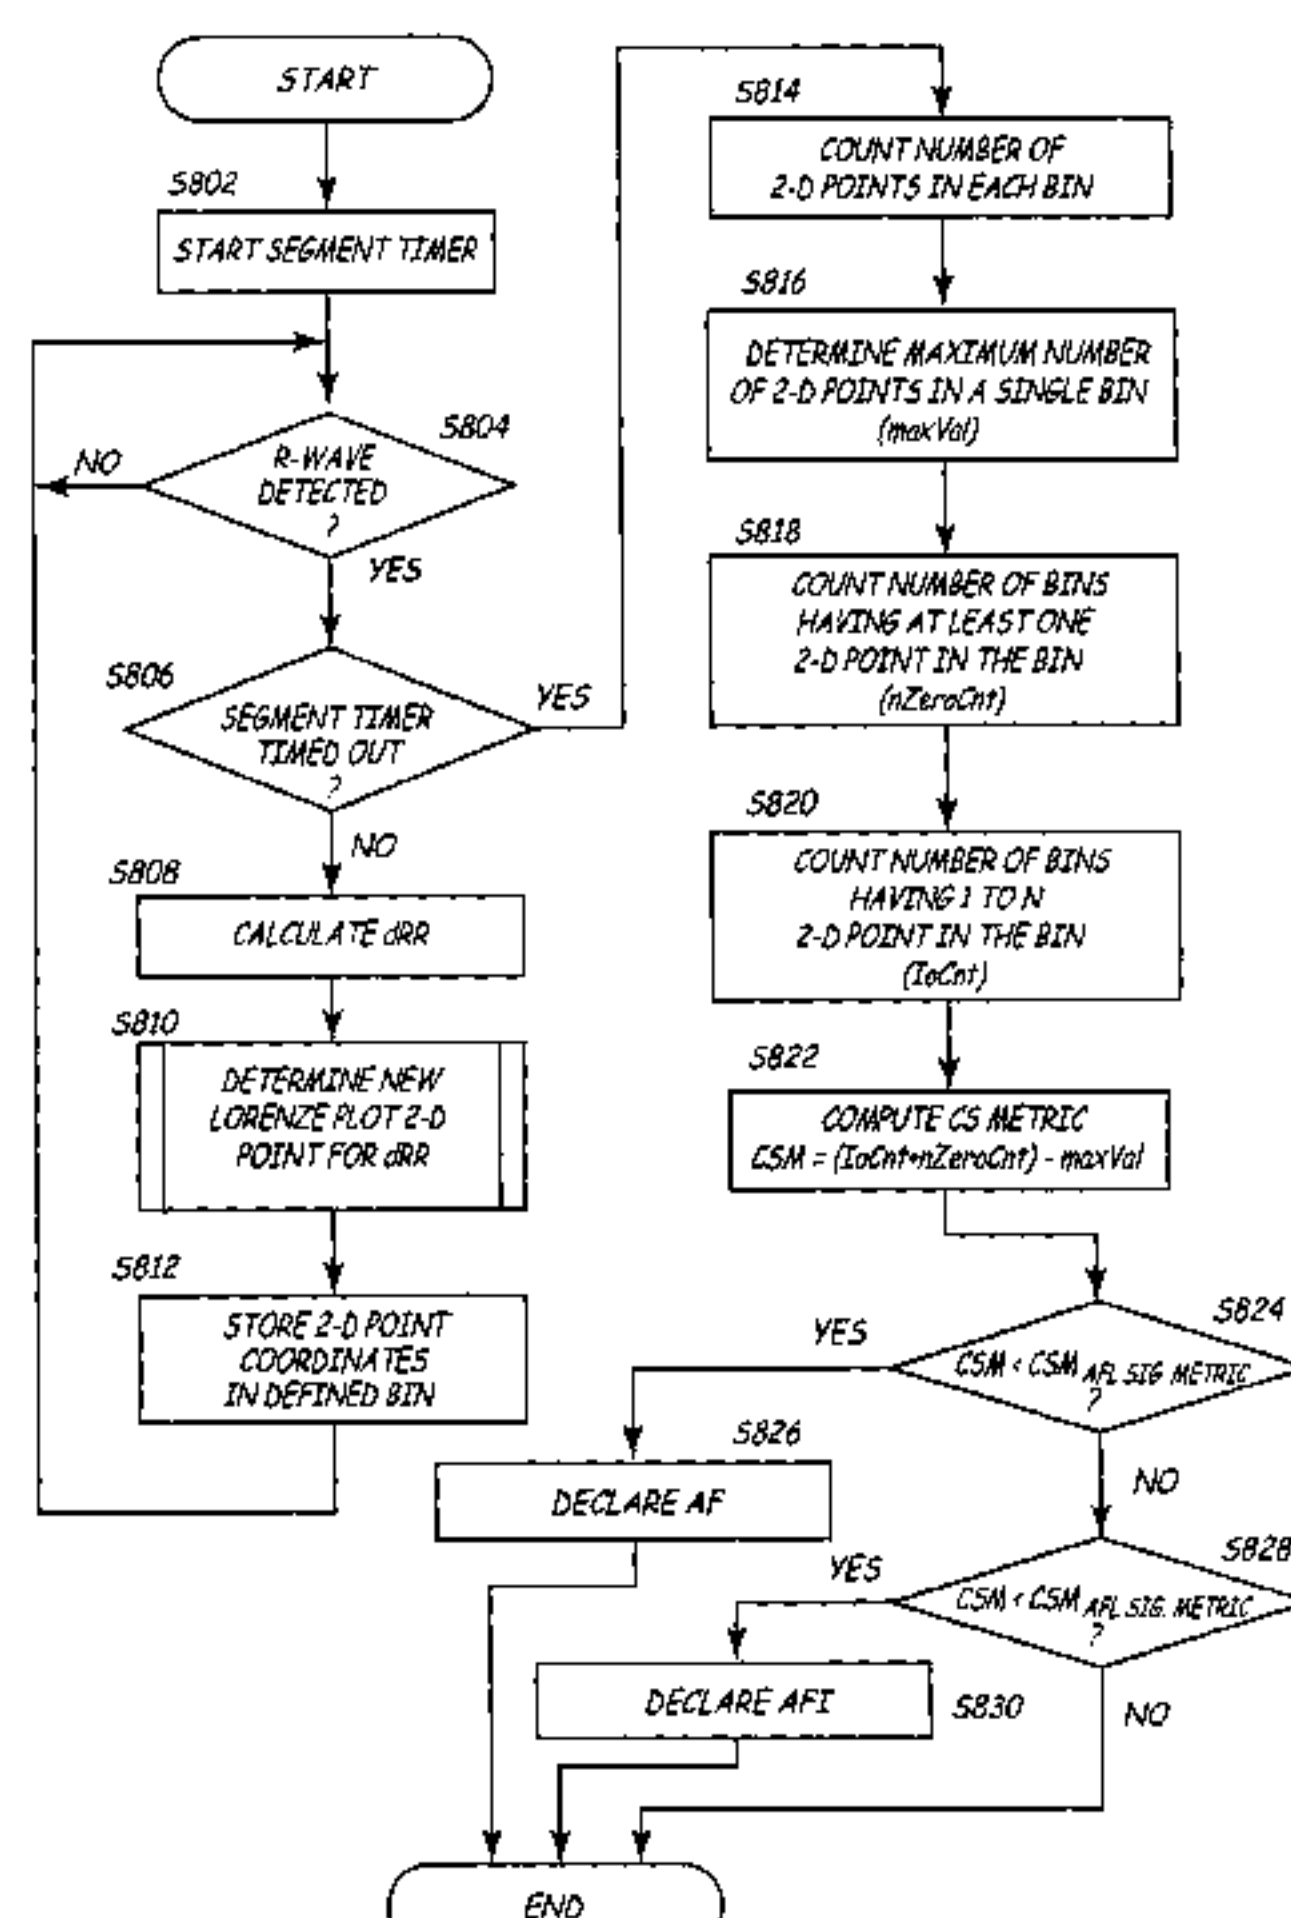 START
S802
START SEGMENT TIMER
S804
R-WAVE
DETECTED
?
NO
YES
S806
SEGMENT TIMER
TIMED OUT
?
YES
NO
S808
CALCULATE dRR
S810
DETERMINE NEW
LORENZE PLOT 2-D
POINT FOR dRR
S812
STORE 2-D POINT
COORDINATES
IN DEFINED BIN
S814
COUNT NUMBER OF
2-D POINTS IN EACH BIN
S816
DETERMINE MAXIMUM NUMBER
OF 2-D POINTS IN A SINGLE BIN
(maxVal)
S818
COUNT NUMBER OF BINS
HAVING AT LEAST ONE
2-D POINT IN THE BIN
(nZeroCnt)
S820
COUNT NUMBER OF BINS
HAVING 1 TO N
2-D POINT IN THE BIN
(IoCnt)
S822
COMPUTE CS METRIC
CSM = (IoCnt+nZeroCnt) - maxVal
S824
YES
CSM < CSM AFL SIG METRIC
?
NO
S826
DECLARE AF
S828
YES
CSM < CSM AFL SIG. METRIC
?
NO
DECLARE AFI
S830
END